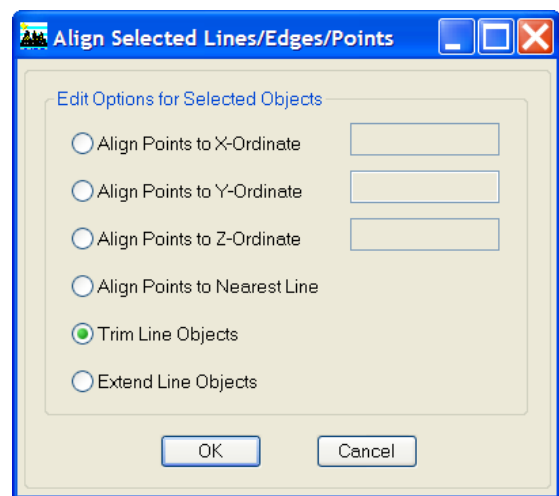 Align Selected Lines/Edges/Points
Edit Options for Selected Objects
Align Points to X-Ordinate
Align Points to Y-Ordinate
Align Points to Z-Ordinate
Align Points to Nearest Line
Trim Line Objects
Extend Line Objects
OK Cancel